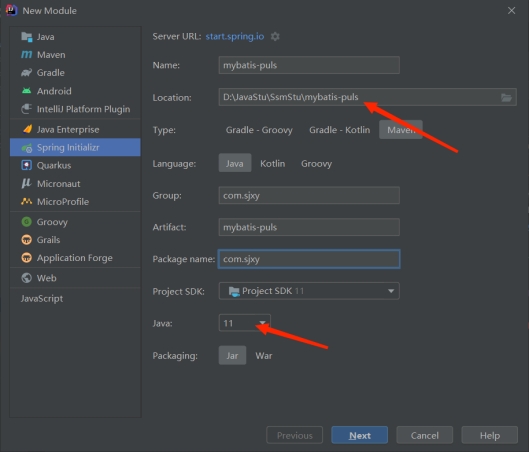 New Module
Java
Maven
Gradle
Android
IntelliJ Platform Plugin
Java Enterprise
Spring Initializr
Quarkus
Micronaut
MicroProfile
Groovy
Grails
Application Forge
Web
JavaScript
Server URL: start.spring.io
Name: mybatis-puls
Location: D:\JavaStu\SsmStu\mybatis-puls
Type: Gradle - Groovy Gradle - Kotlin Maven
Language: Java Kotlin Groovy
Group: com.sjxy
Artifact: mybatis-puls
Package name: com.sjxy
Project SDK: Project SDK 11
Java: 11
Packaging: Jar War
Previous Next Cancel Help